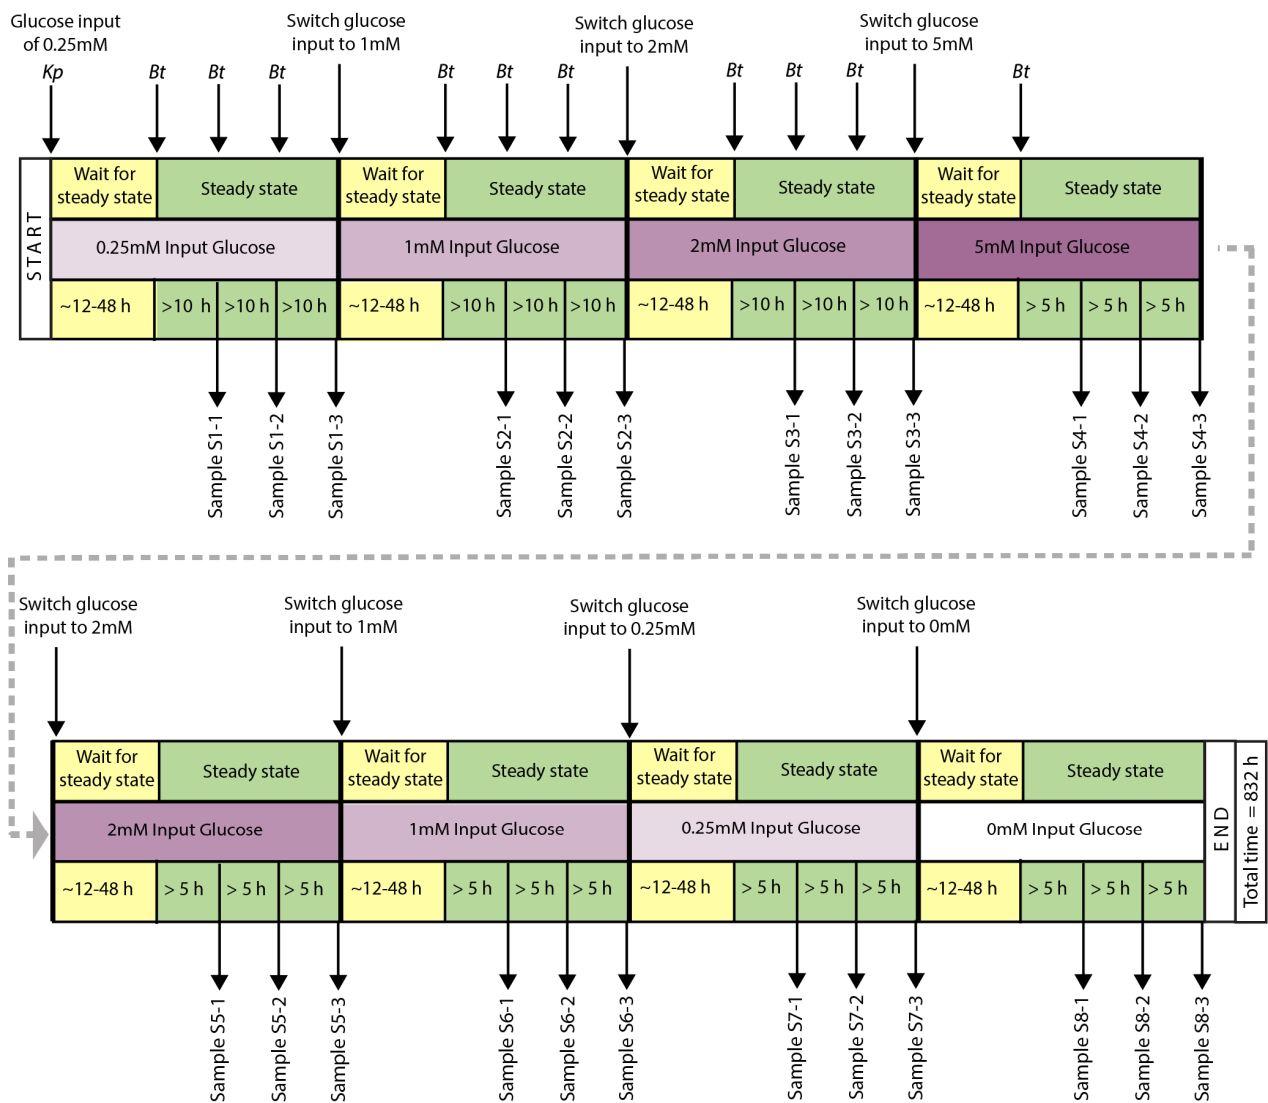 Glucose input
of 0.25mM
Switch glucose
input to 1mM
Switch glucose
input to 2mM
Switch glucose
input to 5mM
Kp Bt Bt Bt Bt Bt Bt Bt Bt Bt Bt
START
Wait for
steady state
Steady state
Wait for
steady state
Steady state
Wait for
steady state
Steady state
Wait for
steady state
Steady state
0.25mM Input Glucose
1mM Input Glucose
2mM Input Glucose
5mM Input Glucose
~12-48 h >10 h >10 h >10 h ~12-48 h >10 h >10 h >10 h ~12-48 h >10 h >10 h > 10 h ~12-48 h > 5 h > 5 h > 5 h
Sample S1-1
Sample S1-2
Sample S1-3
Sample S2-1
Sample S2-2
Sample S2-3
Sample S3-1
Sample S3-2
Sample S3-3
Sample S4-1
Sample S4-2
Sample S4-3
Switch glucose
input to 2mM
Switch glucose
input to 1mM
Switch glucose
input to 0.25mM
Switch glucose
input to 0mM
Wait for
steady state
Steady state
Wait for
steady state
Steady state
Wait for
steady state
Steady state
Wait for
steady state
Steady state
2mM Input Glucose
1mM Input Glucose
0.25mM Input Glucose
0mM Input Glucose
~12-48 h > 5 h > 5 h > 5 h ~12-48 h > 5 h > 5 h > 5 h ~12-48 h > 5 h > 5 h > 5 h ~12-48 h > 5 h > 5 h > 5 h
END
Total time = 832 h
Sample S5-1
Sample S5-2
Sample S5-3
Sample S6-1
Sample S6-2
Sample S6-3
Sample S7-1
Sample S7-2
Sample S7-3
Sample S8-1
Sample S8-2
Sample S8-3